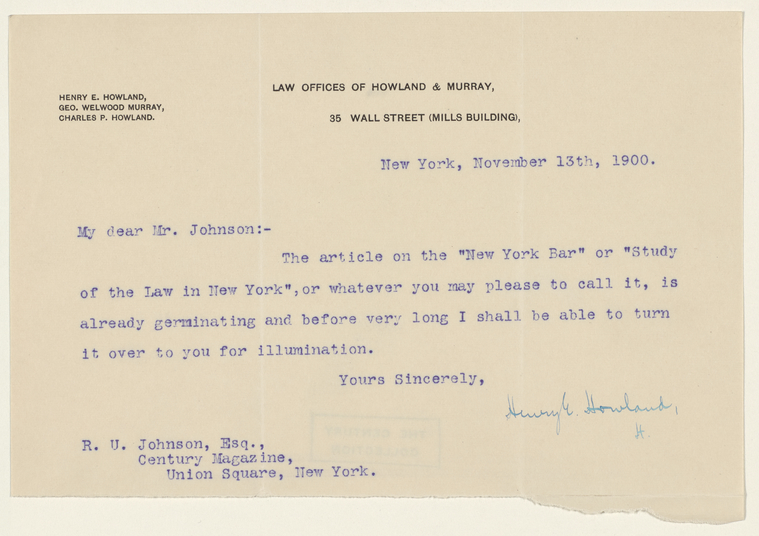 LAW OFFICES OF HOWLAND & MURRAY,
HENRY E. HOWLAND,
GEO. WELWOOD MURRAY,
CHARLES P. HOWLAND.
35 WALL STREET (MILLS BUILDING),
New York, November 13th, 1900.
My dear Mr. Johnson:-
The article on the "New York Bar" or "Study
of the Law in New York",or whatever you may please to call it, is
already germinating and before very long I shall be able to turn
it over to you for illumination.
Yours Sincerely,
Henry E. Howland,
H.
R. U. Johnson, Esq.,
Century Magazine,
Union Square, New York.